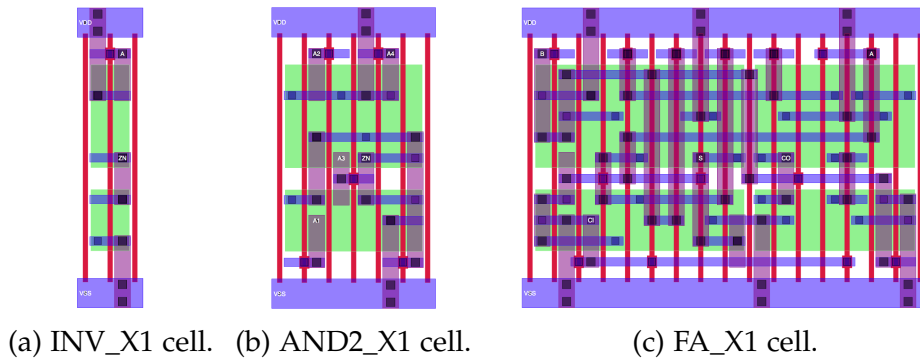 VDD
A
ZN
VSS
VDD
A2
A4
A3
ZN
A1
VSS
VDD
B
A
S
CO
CI
VSS
(a) INV_X1 cell.
(b) AND2_X1 cell.
(c) FA_X1 cell.